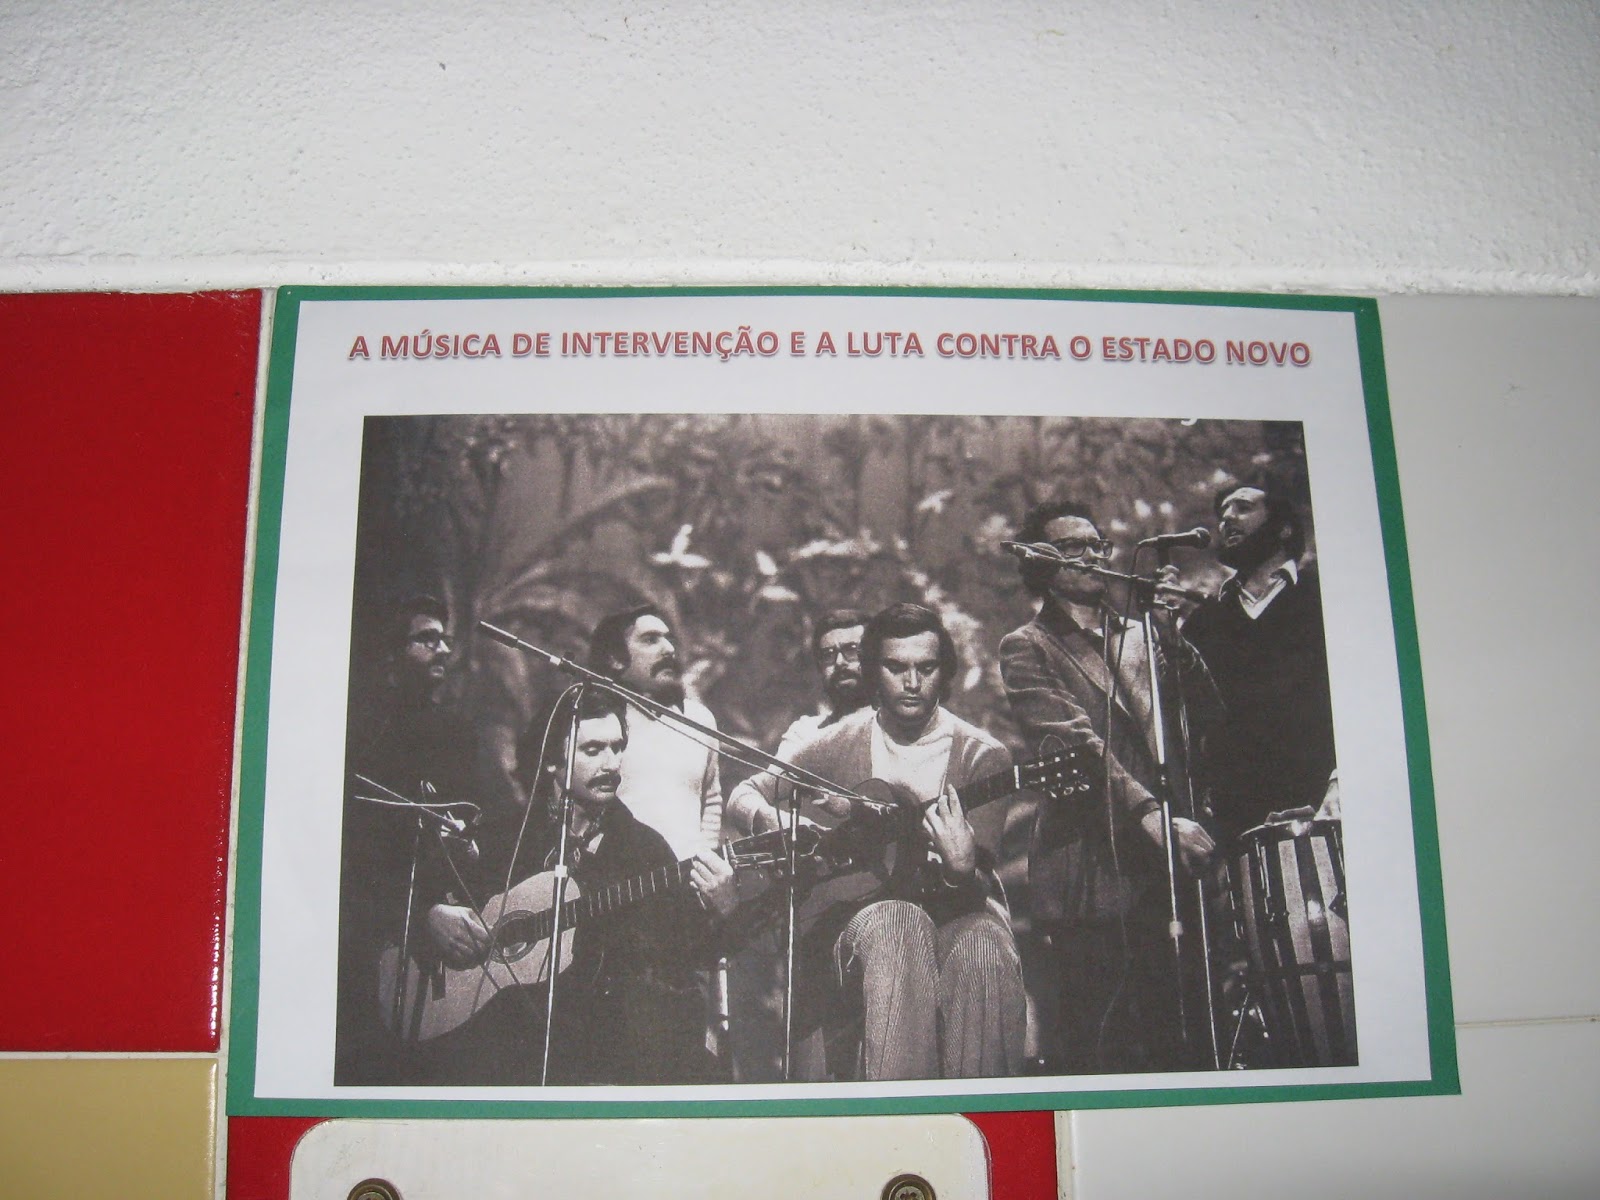 A MÚSICA DE INTERVENÇÃO E A LUTA CONTRA O ESTADO NOVO